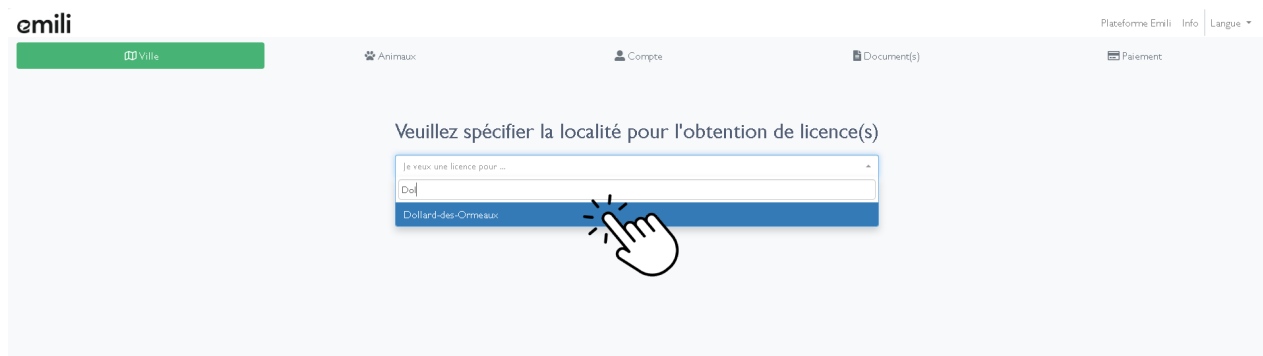 emili
Plateforme Emili Info Langue
Ville Animaux Compte Document(s) Paiement
Veuillez spécifier la localité pour l'obtention de licence(s)
Je veux une licence pour ...
Dol
Dollard-des-Ormeaux